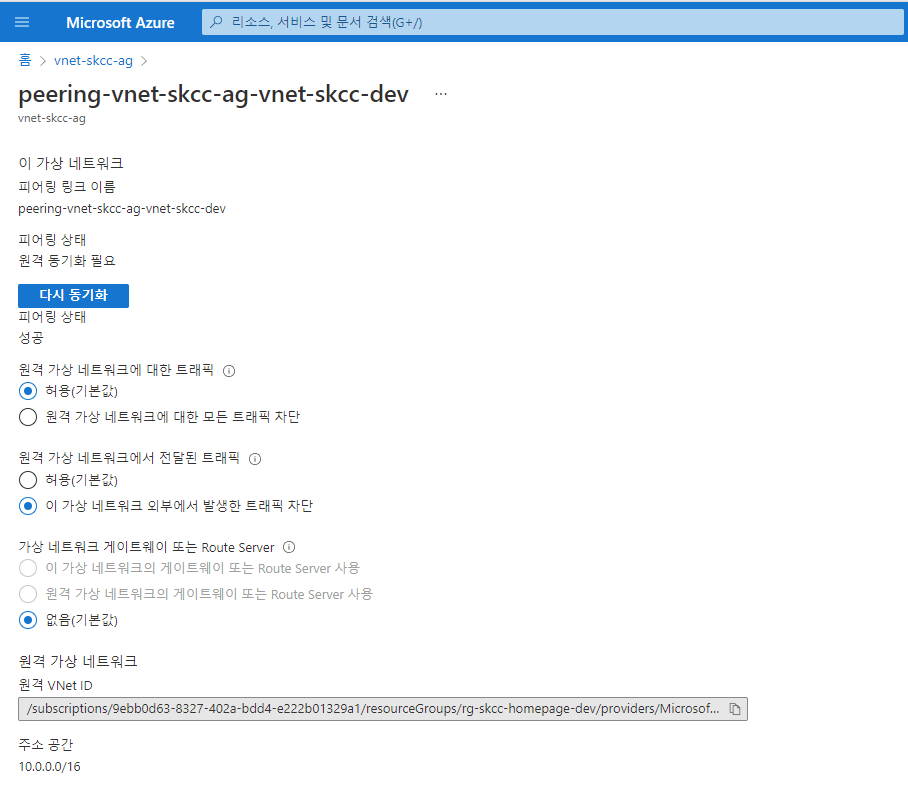 Microsoft Azure
리소스, 서비스 및 문서 검색(G+/)
홈 > vnet-skcc-ag >
peering-vnet-skcc-ag-vnet-skcc-dev ...
vnet-skcc-ag
이 가상 네트워크
피어링 링크 이름
peering-vnet-skcc-ag-vnet-skcc-dev
피어링 상태
원격 동기화 필요
다시 동기화
피어링 상태
성공
원격 가상 네트워크에 대한 트래픽
허용(기본값)
원격 가상 네트워크에 대한 모든 트래픽 차단
원격 가상 네트워크에서 전달된 트래픽
허용(기본값)
이 가상 네트워크 외부에서 발생한 트래픽 차단
가상 네트워크 게이트웨이 또는 Route Server
이 가상 네트워크의 게이트웨이 또는 Route Server 사용
원격 가상 네트워크의 게이트웨이 또는 Route Server 사용
없음(기본값)
원격 가상 네트워크
원격 VNet ID
/subscriptions/9ebb0d63-8327-402a-bdd4-e222b01329a1/resourceGroups/rg-skcc-homepage-dev/providers/Microsof...
주소 공간
10.0.0.0/16